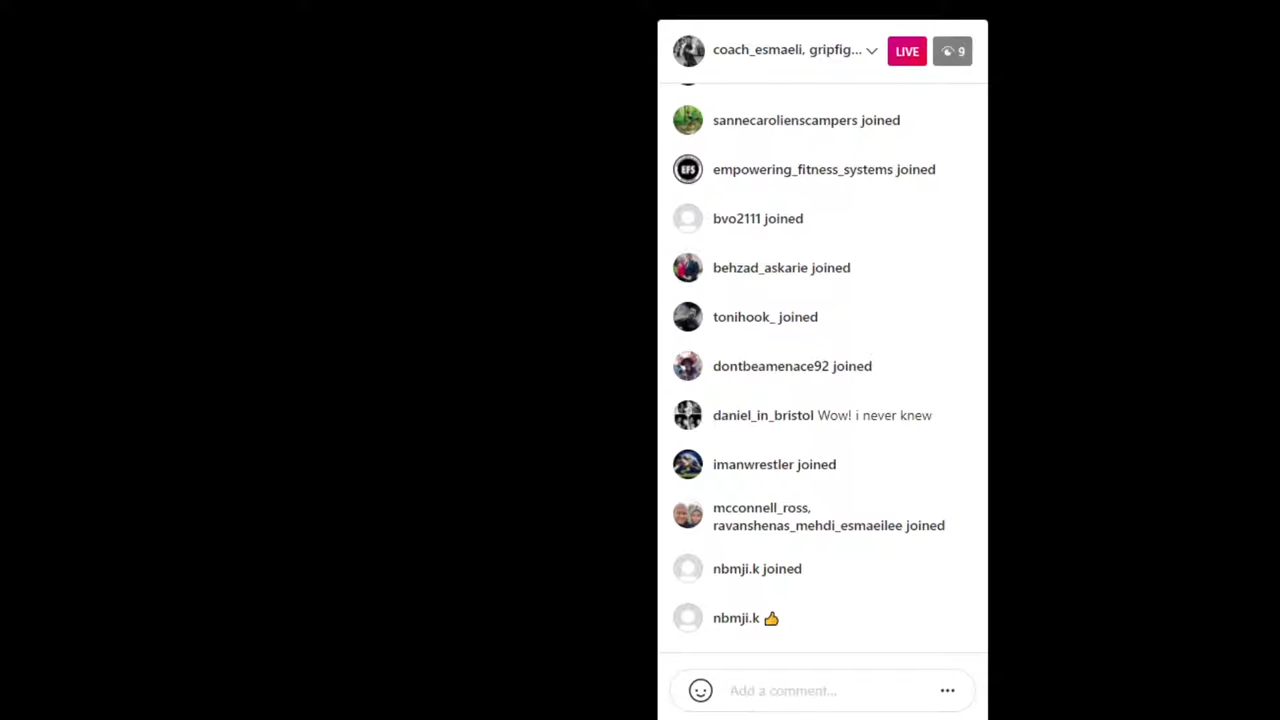 coach_esmaeli, gripfig... LIVE 9
sannecarolienscampers joined
EFS
empowering_fitness_systems joined
bvo2111 joined
behzad_askarie joined
tonihook_ joined
dontbeamenace92 joined
daniel_in_bristol Wow! i never knew
imanwrestler joined
mcconnell_ross,
ravanshenas_mehdi_esmaeilee joined
nbmji.k joined
nbmji.k 👍
Add a comment...